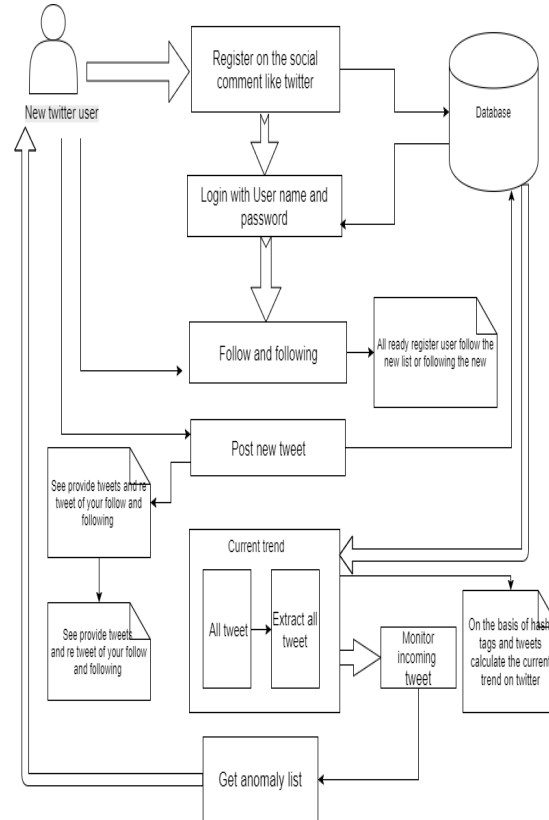 Register on the social
comment like twitter
New twitter user
Database
Login with User name and
password
Follow and following
All ready register user follow the
new list or following the new
Post new tweet
See provide tweets and re
tweet of your follow and
following
Current trend
All tweet
Extract all
tweet
See provide tweets
and re tweet of your follow
and following
Monitor
incoming
tweet
On the basis of hash
tags and tweets
calculate the current
trend on twitter
Get anomaly list